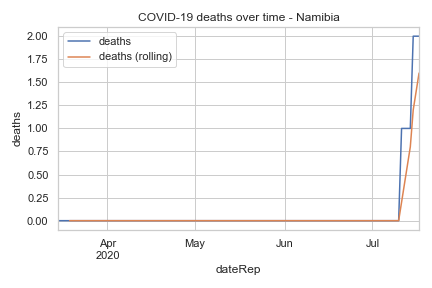 COVID-19 deaths over time - Namibia
deaths
deaths (rolling)
2.00
1.75
1.50
1.25
1.00
0.75
0.50
0.25
0.00
deaths
Apr
2020
May
Jun
Jul
dateRep